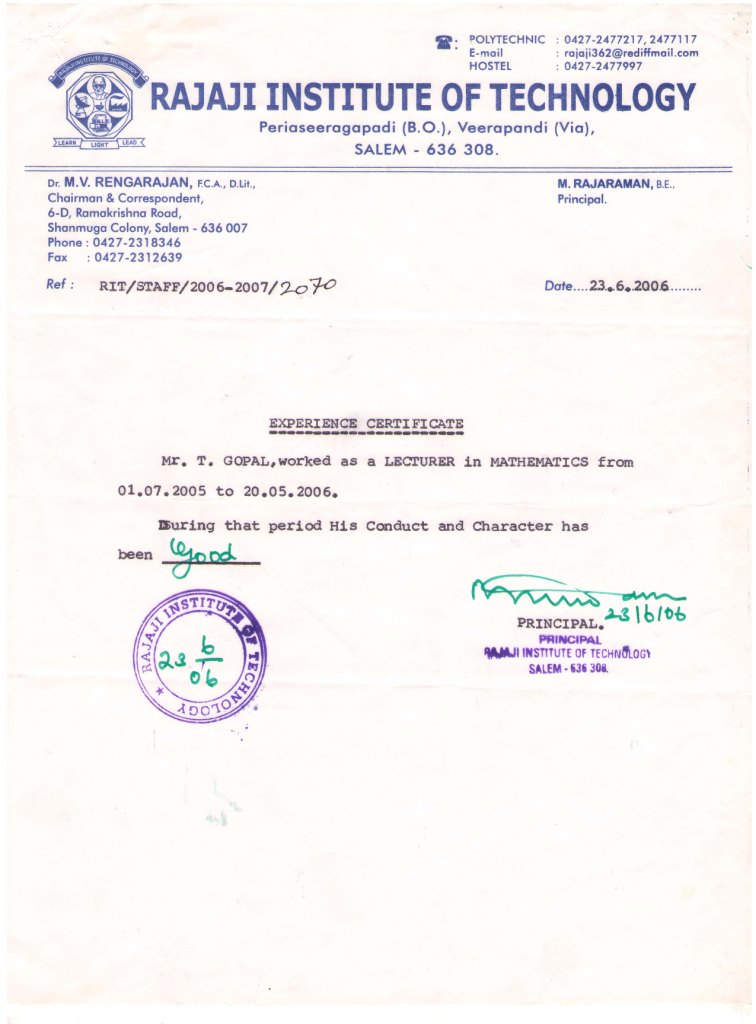 POLYTECHNIC : 0427-2477217, 2477117
E-mail : rajaji362@rediffmail.com
HOSTEL : 0427-2477997
RAJAJI INSTITUTE OF TECHNOLOGY
LEARN LIGHT LEAD
RAJAJI INSTITUTE OF TECHNOLOGY
Periaseeragapadi (B.O.), Veerapandi (Via),
SALEM - 636 308.
Dr. M.V. RENGARAJAN, F.C.A., D.Lit.,
Chairman & Correspondent,
6-D, Ramakrishna Road,
Shanmuga Colony, Salem - 636 007
Phone : 0427-2318346
Fax : 0427-2312639
M. RAJARAMAN, B.E.,
Principal.
Ref : RIT/STAFF/2006-2007/2070
Date....23.6.2006.........
EXPERIENCE CERTIFICATE
Mr. T. GOPAL,worked as a LECTURER in MATHEMATICS from
01.07.2005 to 20.05.2006.
During that period His Conduct and Character has
been Good
23/6/06
PRINCIPAL.
PRINCIPAL
RAJAJI INSTITUTE OF TECHNOLOGY
SALEM - 636 308.
RAJAJI INSTITUTE OF TECHNOLOGY
23 6/06